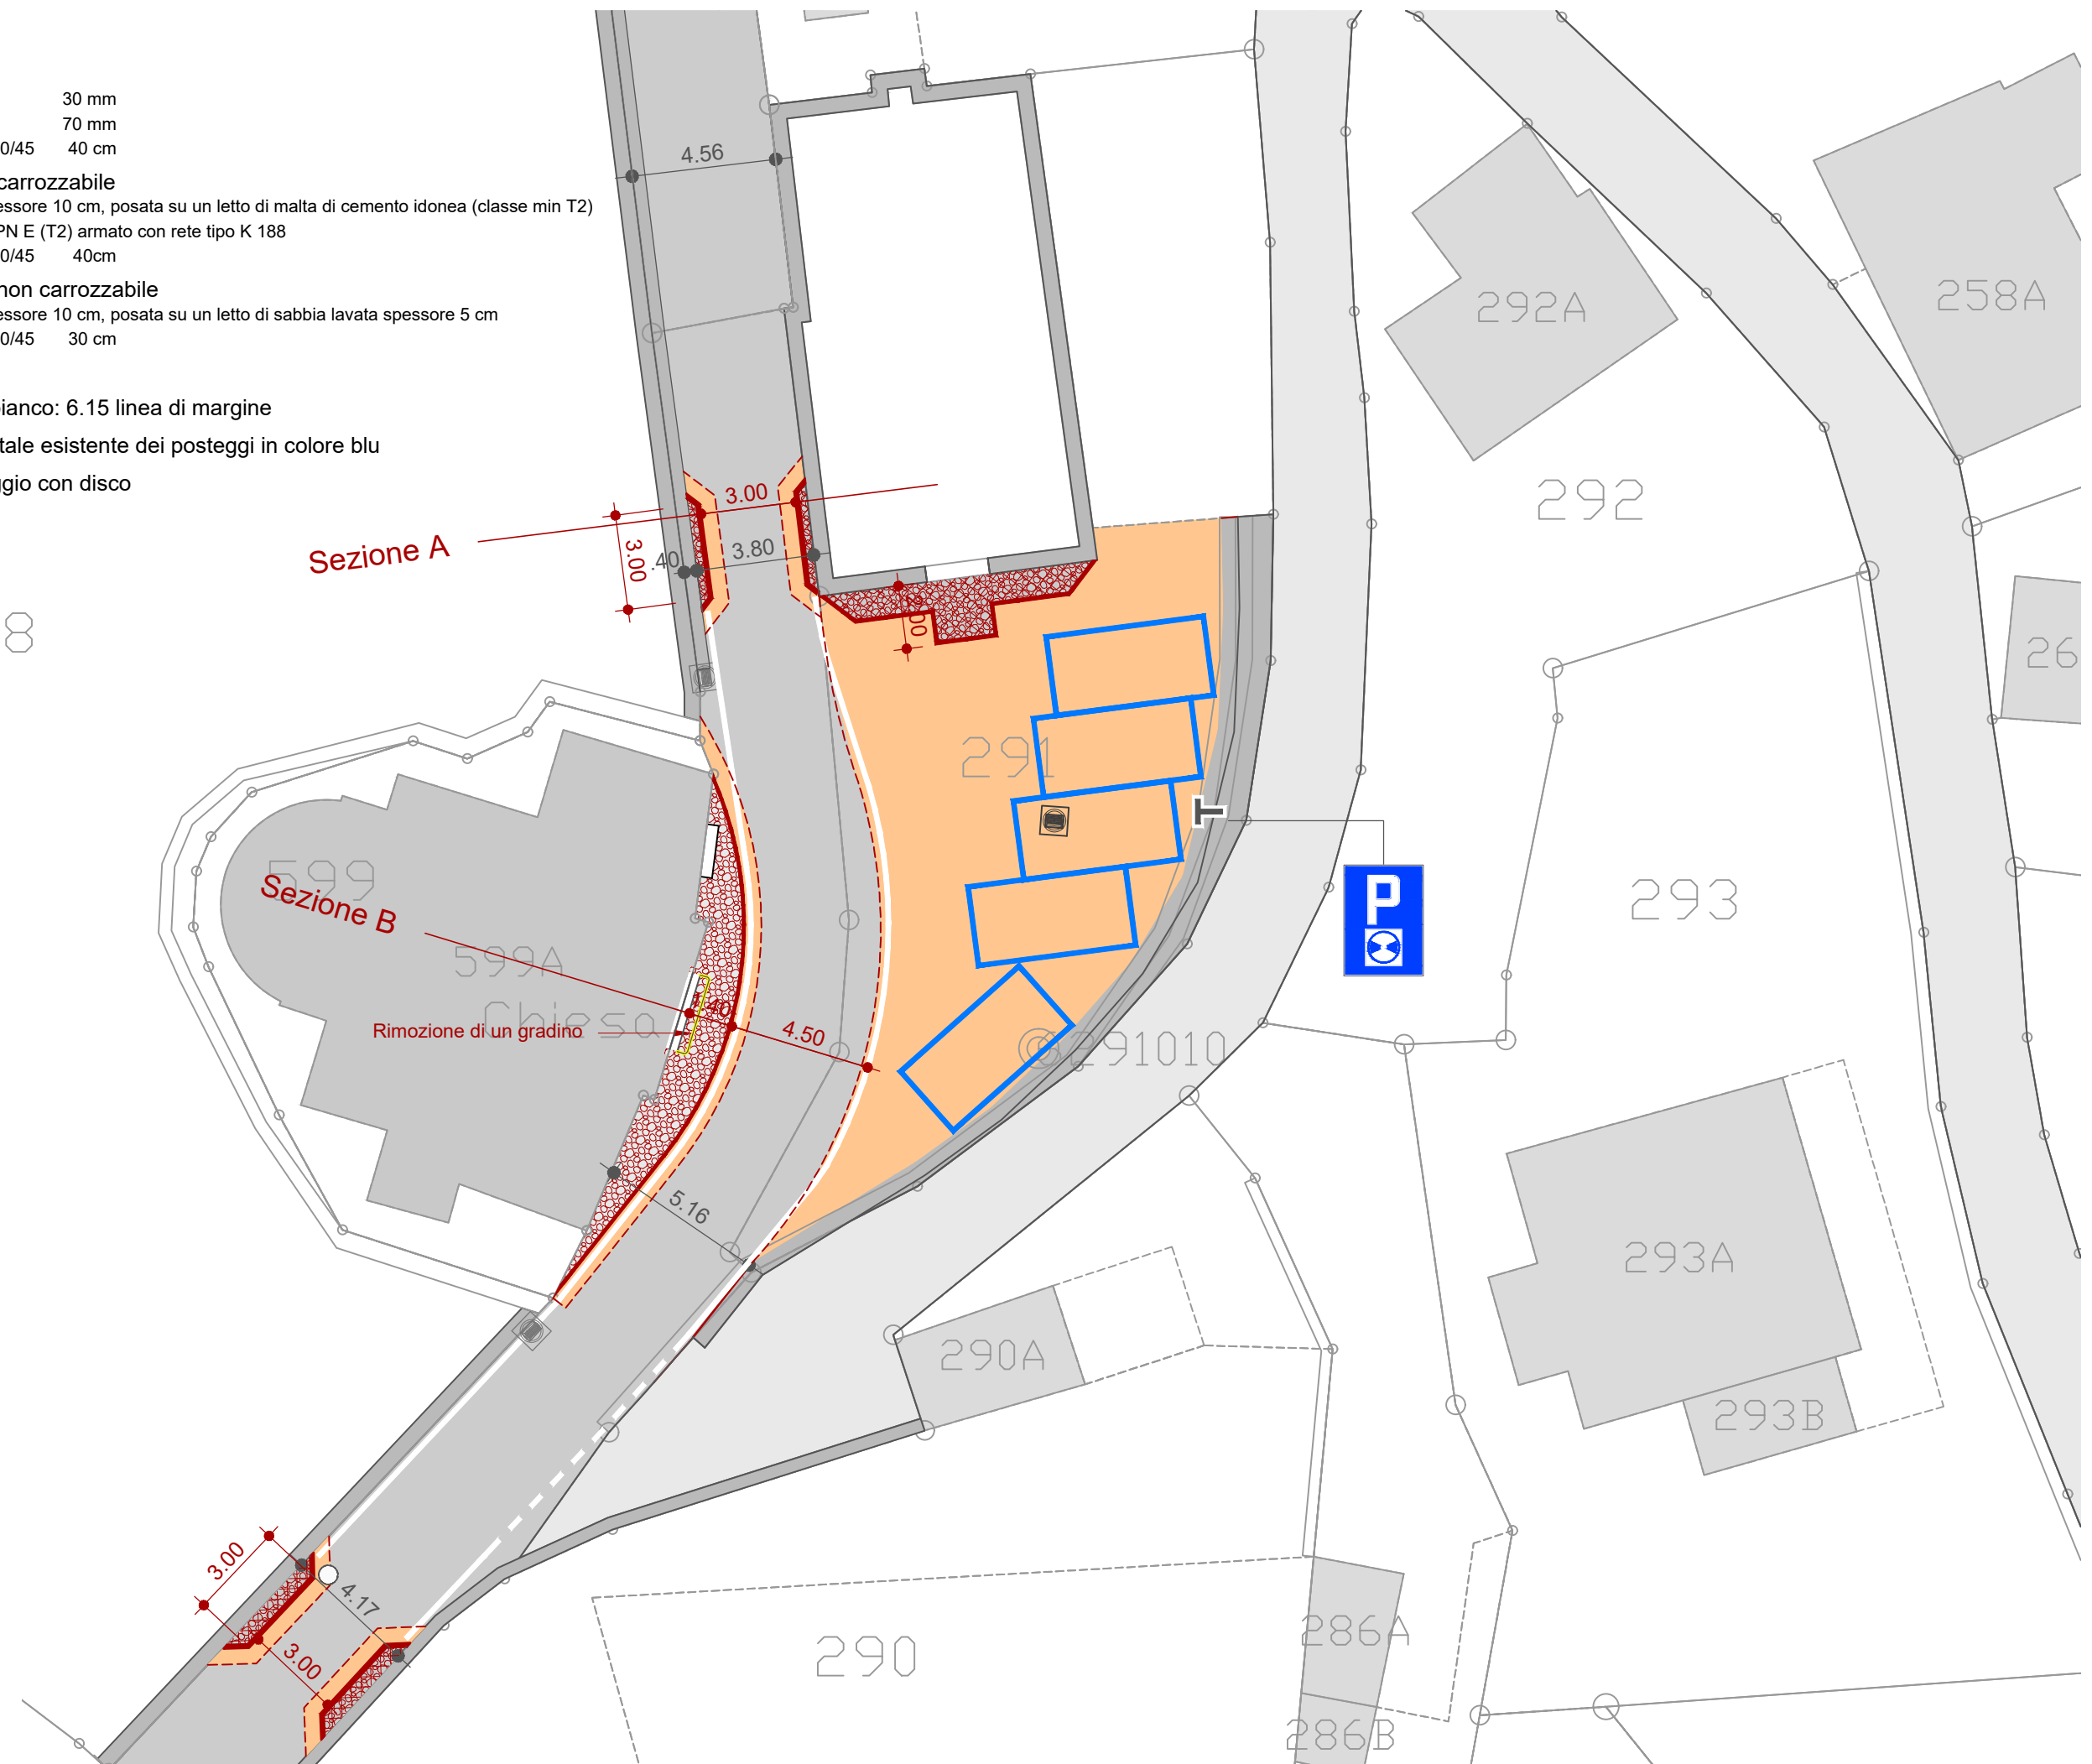 30 mm
70 mm
0/45 40 cm
carrozzabile
essore 10 cm, posata su un letto di malta di cemento idonea (classe min T2)
PN E (T2) armato con rete tipo K 188
0/45 40cm
non carrozzabile
essore 10 cm, posata su un letto di sabbia lavata spessore 5 cm
0/45 30 cm
ianco: 6.15 linea di margine
tale esistente dei posteggi in colore blu
ggio con disco
4.56
292A
258A
292
3.00
Sezione A
3.00
.40
3.80
8
26
291
599
Sezione B
P
293
599A
Chiesa
Rimozione di un gradino
4.50
291010
5.16
293A
290A
293B
3.00
4.17
3.00
290
286A
286B